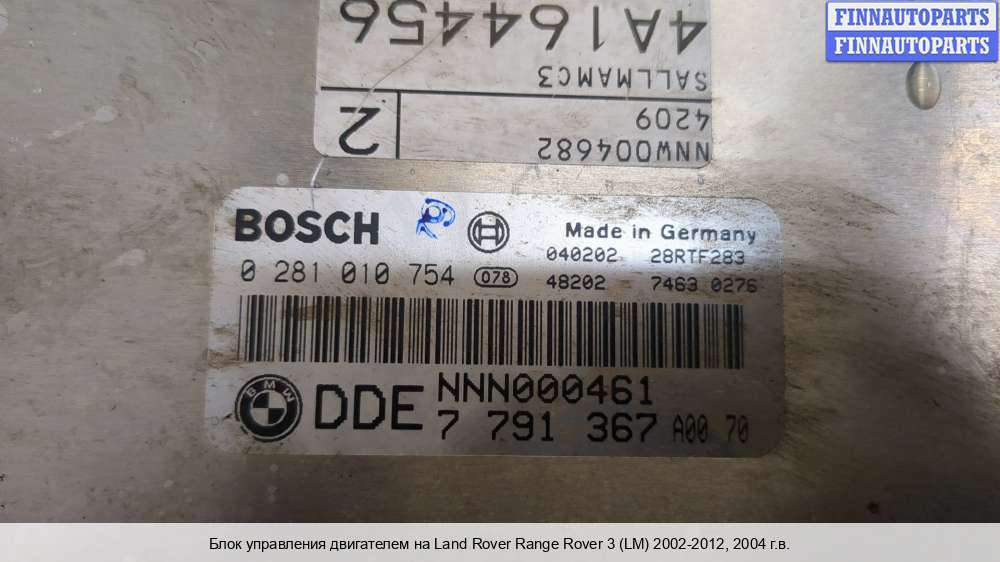 FINNAUTOPARTS
FINNAUTOPARTS
4A164456
SALLMAMC3
4209
NNW004682
2
BOSCH
Made in Germany
040202 28RTF283
0 281 010 754 078 48202 7463 0276
BMW
DDE NNN000461
7 791 367 A00 70
Блок управления двигателем на Land Rover Range Rover 3 (LM) 2002-2012, 2004 г.в.